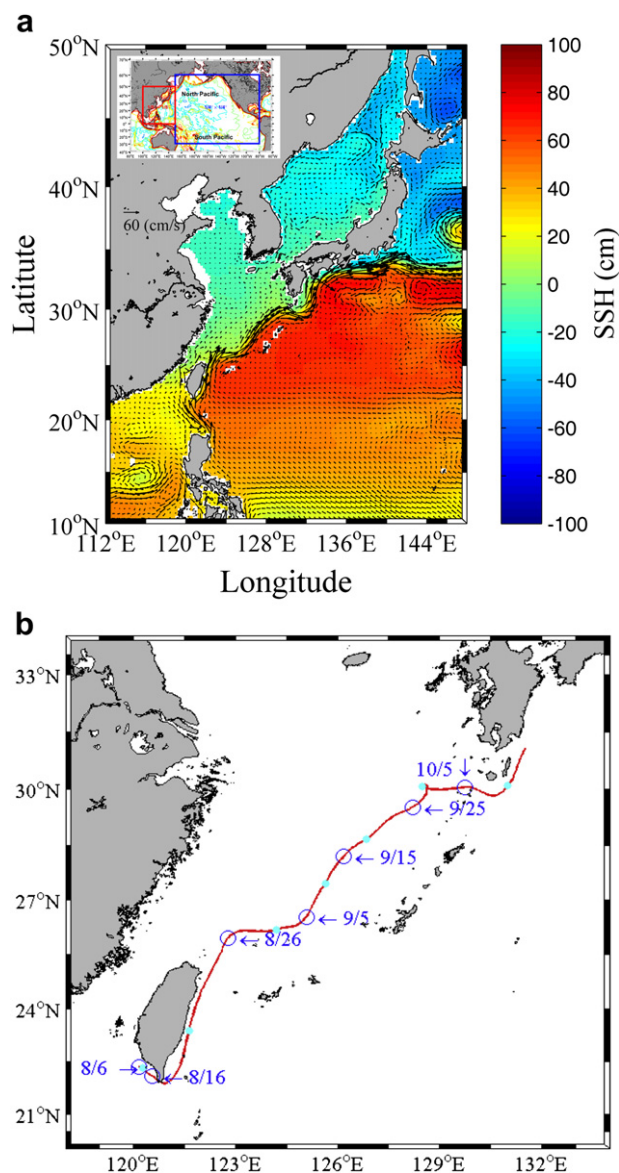 a
50°N
40°N
30°N
20°N
10°N
Latitute
North Pacific
South Pacific
60 (cm/s)
112°E 120°E 128°E 136°E 144°E
Longitude
100
80
60
40
20
0
-20
-40
-60
-80
-100
SSH (cm)
b
33°N
30°N
27°N
24°N
21°N
10/5 ↓
← 9/25
← 9/15
← 9/5
← 8/26
8/6 →
← 8/16
120°E 123°E 126°E 129°E 132°E